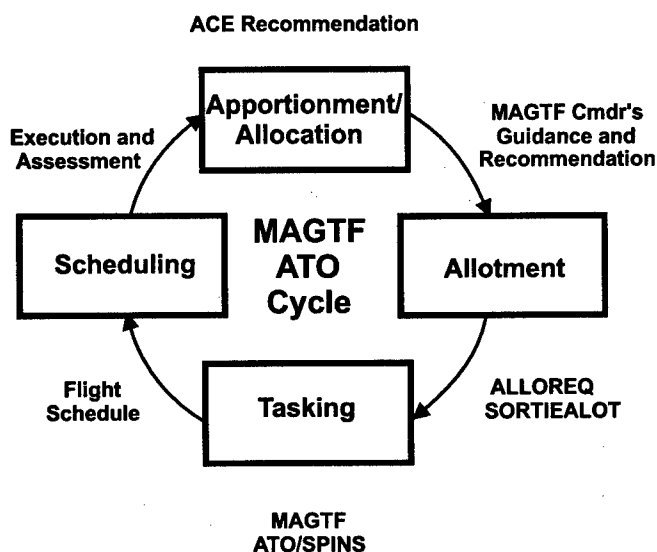 ACE Recommendation
Apportionment/
Allocation
MAGTF Cmdr's
Guidance and
Recommendation
Execution and
Assessment
Scheduling
MAGTF
ATO
Cycle
Allotment
Flight
Schedule
Tasking
ALLOREQ
SORTIEALOT
MAGTF
ATO/SPINS